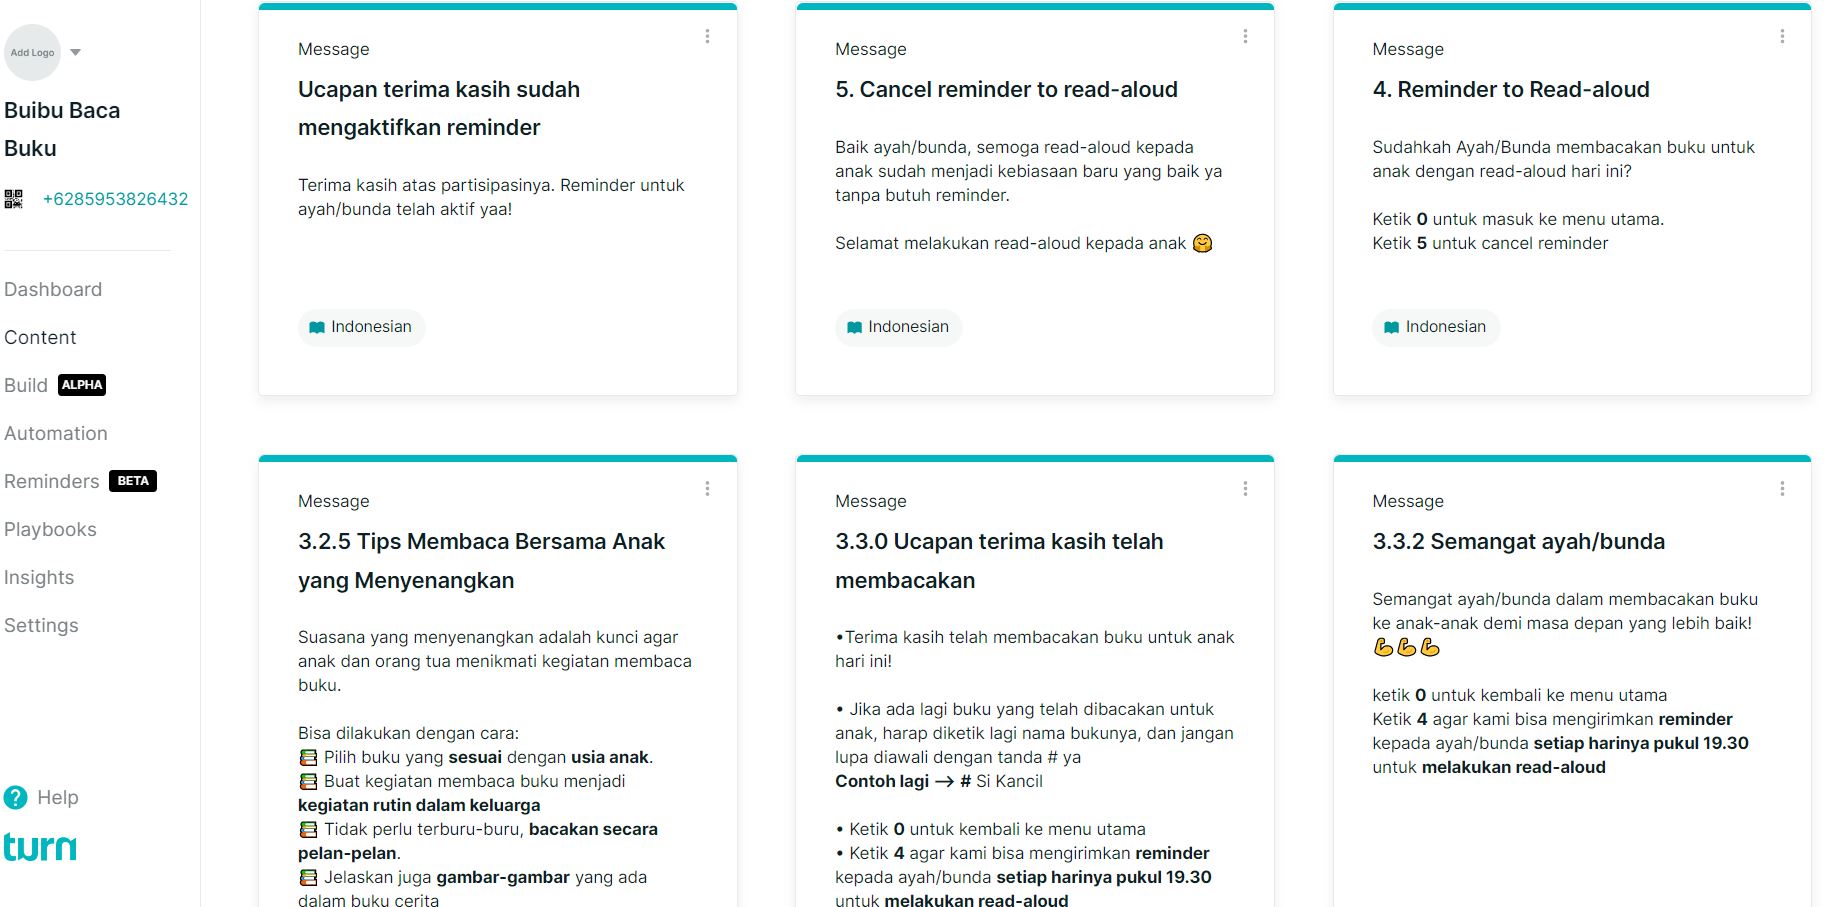 Add Logo
Buibu Baca
Buku
+6285953826432
Dashboard
Content
Build ALPHA
Automation
Reminders BETA
Playbooks
Insights
Settings
? Help
turn
Message
Ucapan terima kasih sudah
mengaktifkan reminder
Terima kasih atas partisipasinya. Reminder untuk
ayah/bunda telah aktif yaa!
Indonesian
Message
5. Cancel reminder to read-aloud
Baik ayah/bunda, semoga read-aloud kepada
anak sudah menjadi kebiasaan baru yang baik ya
tanpa butuh reminder.
Selamat melakukan read-aloud kepada anak 🤗
Indonesian
Message
4. Reminder to Read-aloud
Sudahkah Ayah/Bunda membacakan buku untuk
anak dengan read-aloud hari ini?
Ketik 0 untuk masuk ke menu utama.
Ketik 5 untuk cancel reminder
Indonesian
Message
3.2.5 Tips Membaca Bersama Anak
yang Menyenangkan
Suasana yang menyenangkan adalah kunci agar
anak dan orang tua menikmati kegiatan membaca
buku.
Bisa dilakukan dengan cara:
📚 Pilih buku yang sesuai dengan usia anak.
📚 Buat kegiatan membaca buku menjadi
kegiatan rutin dalam keluarga
📚 Tidak perlu terburu-buru, bacakan secara
pelan-pelan.
📚 Jelaskan juga gambar-gambar yang ada
dalam buku cerita
Message
3.3.0 Ucapan terima kasih telah
membacakan
•Terima kasih telah membacakan buku untuk anak
hari ini!
• Jika ada lagi buku yang telah dibacakan untuk
anak, harap diketik lagi nama bukunya, dan jangan
lupa diawali dengan tanda # ya
Contoh lagi → # Si Kancil
• Ketik 0 untuk kembali ke menu utama
• Ketik 4 agar kami bisa mengirimkan reminder
kepada ayah/bunda setiap harinya pukul 19.30
untuk melakukan read-aloud
Message
3.3.2 Semangat ayah/bunda
Semangat ayah/bunda dalam membacakan buku
ke anak-anak demi masa depan yang lebih baik!
💪💪💪
ketik 0 untuk kembali ke menu utama
Ketik 4 agar kami bisa mengirimkan reminder
kepada ayah/bunda setiap harinya pukul 19.30
untuk melakukan read-aloud